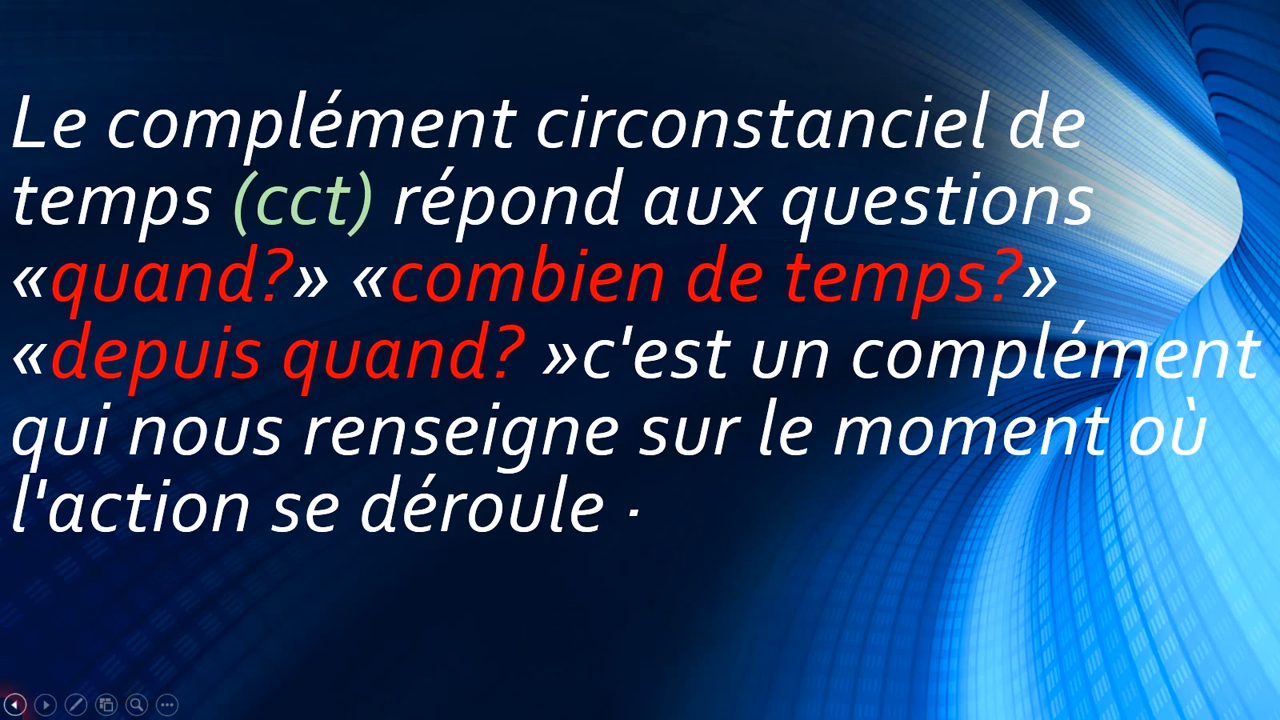 Le complément circonstanciel de
temps (cct) répond aux questions
«quand?» «combien de temps?»
«depuis quand? »c'est un complément
qui nous renseigne sur le moment où
l'action se déroule ·